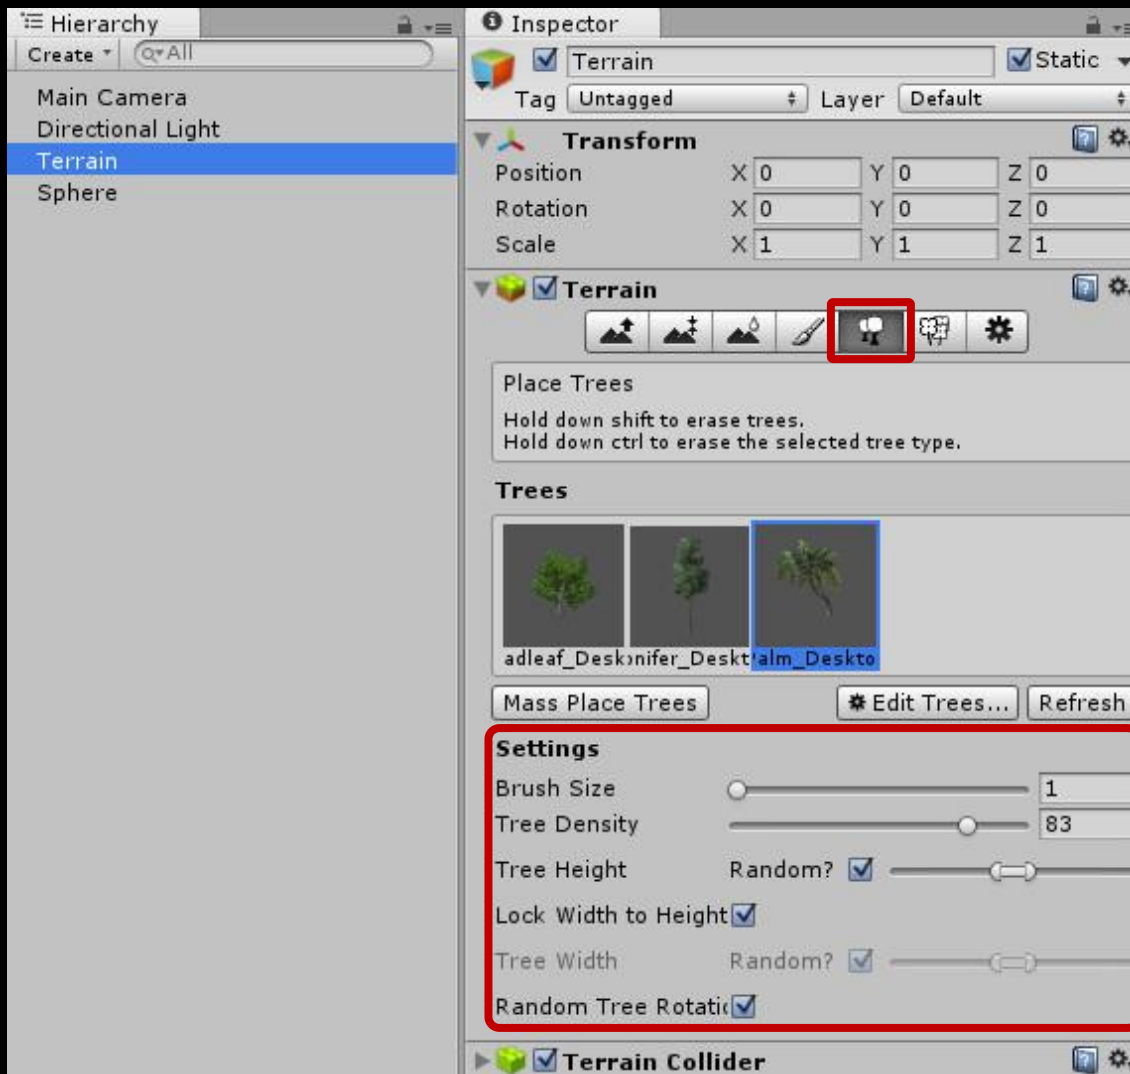 Hierarchy
Create
All
Main Camera
Directional Light
Terrain
Sphere
Inspector
Terrain
Static
Tag Untagged Layer Default
Transform
Position X 0 Y 0 Z 0
Rotation X 0 Y 0 Z 0
Scale X 1 Y 1 Z 1
Terrain
Place Trees
Hold down shift to erase trees.
Hold down ctrl to erase the selected tree type.
Trees
adleaf_Desk nifer_Deskt alm_Deskto
Mass Place Trees Edit Trees... Refresh
Settings
Brush Size 1
Tree Density 83
Tree Height Random?
Lock Width to Height
Tree Width Random?
Random Tree Rotati
Terrain Collider